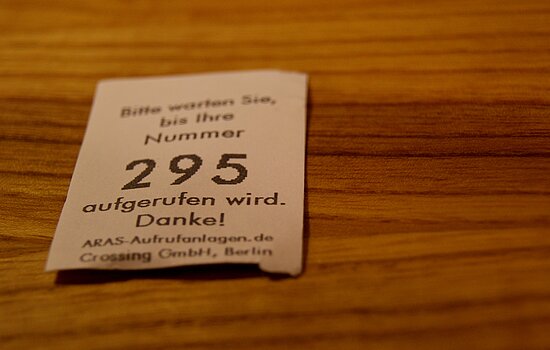 Bitte warten Sie,
bis Ihre
Nummer
295
aufgerufen wird.
Danke!
ARAS-Aufrufanlagen.de
Crossing GmbH, Berlin